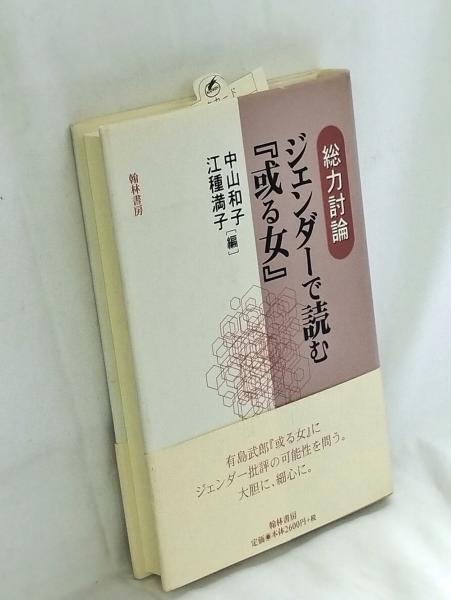 総力討論
ジェンダーで読む
『或る女』
中山和子
江種満子
［編］
翰林書房
有島武郎『或る女』に
ジェンダー批評の可能性を問う。
大胆に、細心に。
翰林書房
定価●本体2600円+税